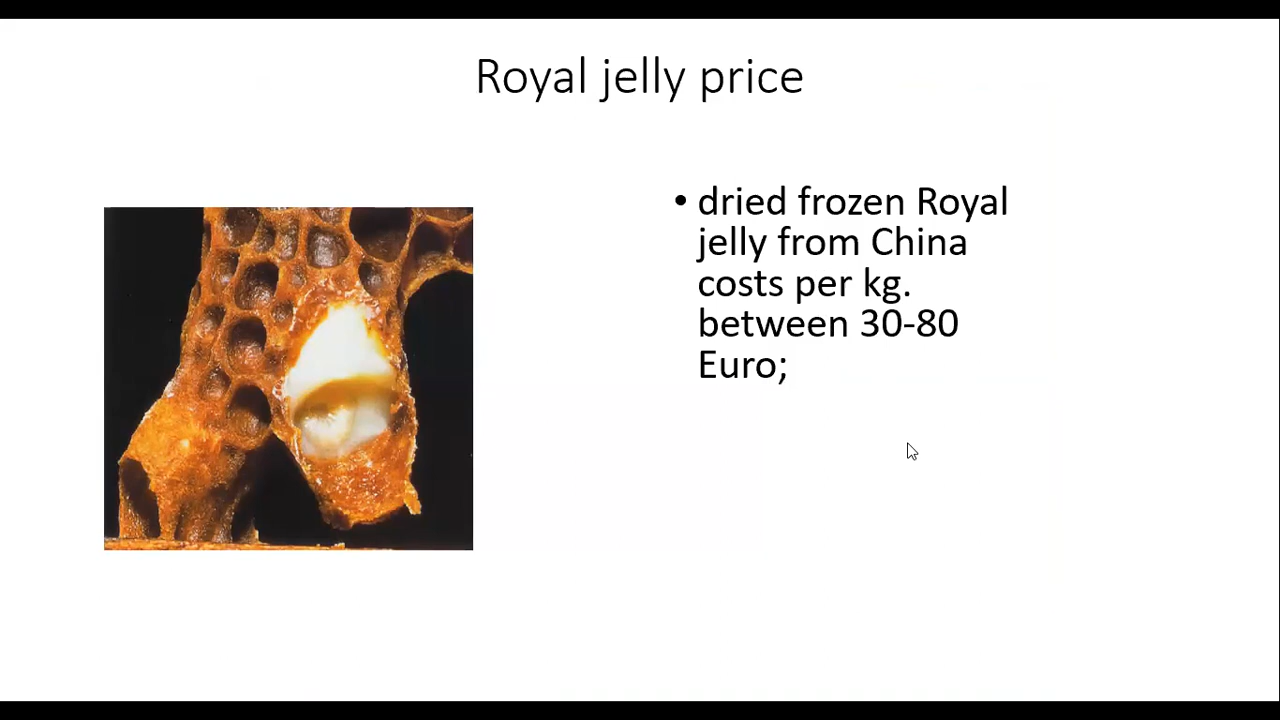 Royal jelly price
• dried frozen Royal
jelly from China
costs per kg.
between 30-80
Euro;